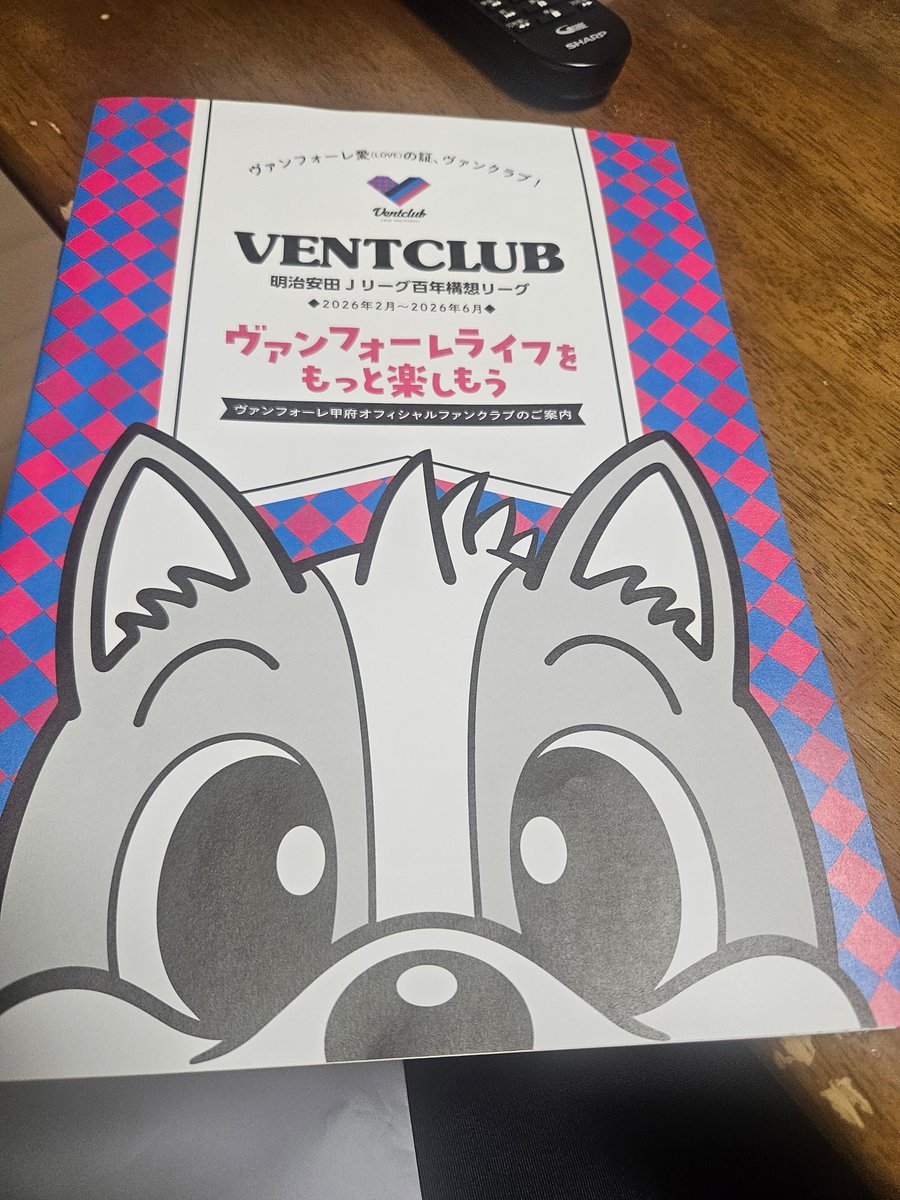 SHARP
ヴァンフォーレ愛(LOVE)の証、ヴァンクラブ!
Ventclub
VENTCLUB
明治安田Jリーグ百年構想リーグ
◆2026年2月～2026年6月◆
ヴァンフォーレライフを
もっと楽しもう
ヴァンフォーレ甲府オフィシャルファンクラブのご案内